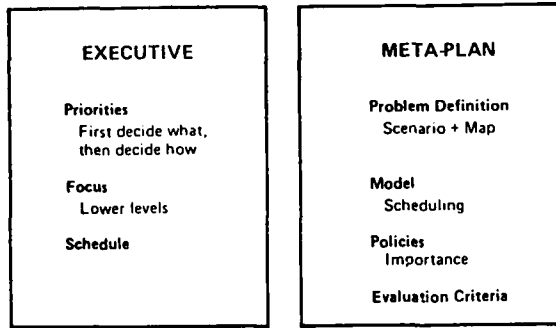 EXECUTIVE
Priorities
First decide what,
then decide how
Focus
Lower levels
Schedule
META-PLAN
Problem Definition
Scenario + Map
Model
Scheduling
Policies
Importance
Evaluation Criteria